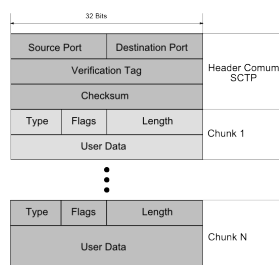 32 Bits
Source Port
Destination Port
Verification Tag
Header Comum
SCTP
Checksum
Type
Flags
Length
Chunk 1
User Data
Type
Flags
Length
Chunk N
User Data